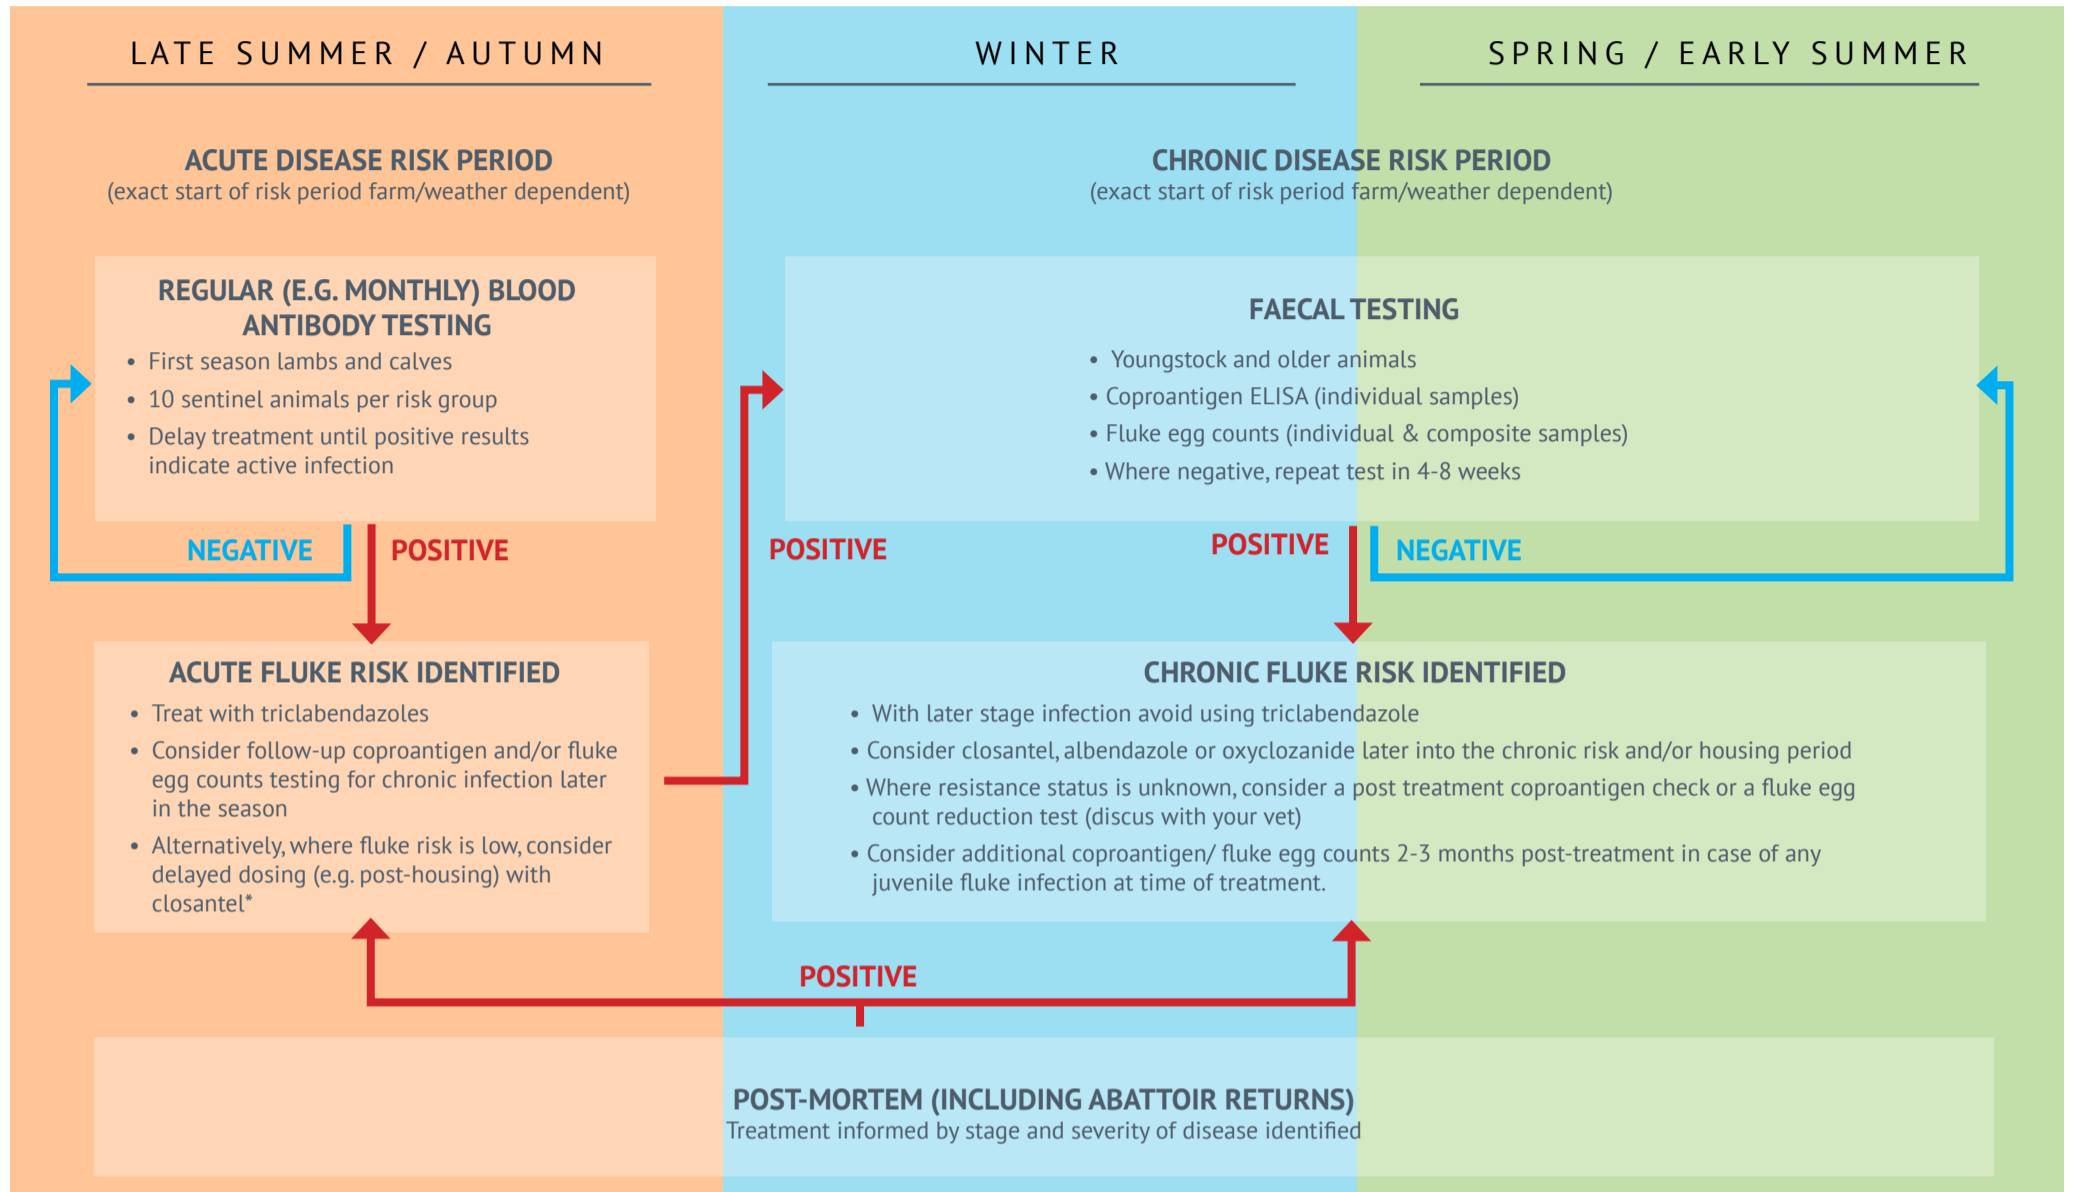 LATE SUMMER / AUTUMN
WINTER
SPRING / EARLY SUMMER
ACUTE DISEASE RISK PERIOD
(exact start of risk period farm/weather dependent)
CHRONIC DISEASE RISK PERIOD
(exact start of risk period farm/weather dependent)
REGULAR (E.G. MONTHLY) BLOOD
ANTIBODY TESTING
• First season lambs and calves
• 10 sentinel animals per risk group
• Delay treatment until positive results
indicate active infection
FAECAL TESTING
• Youngstock and older animals
• Coproantigen ELISA (individual samples)
• Fluke egg counts (individual & composite samples)
• Where negative, repeat test in 4-8 weeks
NEGATIVE
POSITIVE
POSITIVE
POSITIVE
NEGATIVE
ACUTE FLUKE RISK IDENTIFIED
• Treat with triclabendazoles
• Consider follow-up coproantigen and/or fluke
egg counts testing for chronic infection later
in the season
• Alternatively, where fluke risk is low, consider
delayed dosing (e.g. post-housing) with
closantel*
CHRONIC FLUKE RISK IDENTIFIED
• With later stage infection avoid using triclabendazole
• Consider closantel, albendazole or oxyclozanide later into the chronic risk and/or housing period
• Where resistance status is unknown, consider a post treatment coproantigen check or a fluke egg
count reduction test (discus with your vet)
• Consider additional coproantigen/ fluke egg counts 2-3 months post-treatment in case of any
juvenile fluke infection at time of treatment.
POSITIVE
POST-MORTEM (INCLUDING ABATTOIR RETURNS)
Treatment informed by stage and severity of disease identified